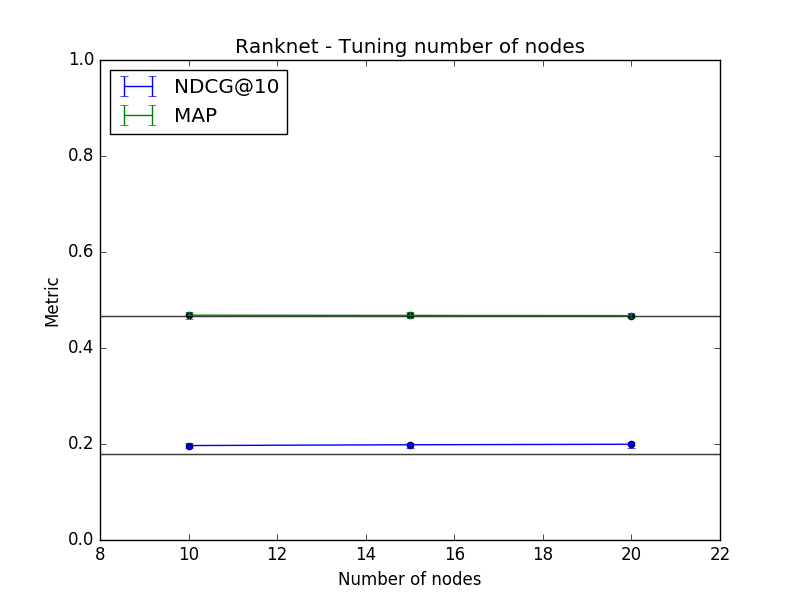 Ranknet - Tuning number of nodes
1.0
NDCG@10
MAP
0.8
0.6
Metric
0.4
0.2
0.0
8 10 12 14 16 18 20 22
Number of nodes